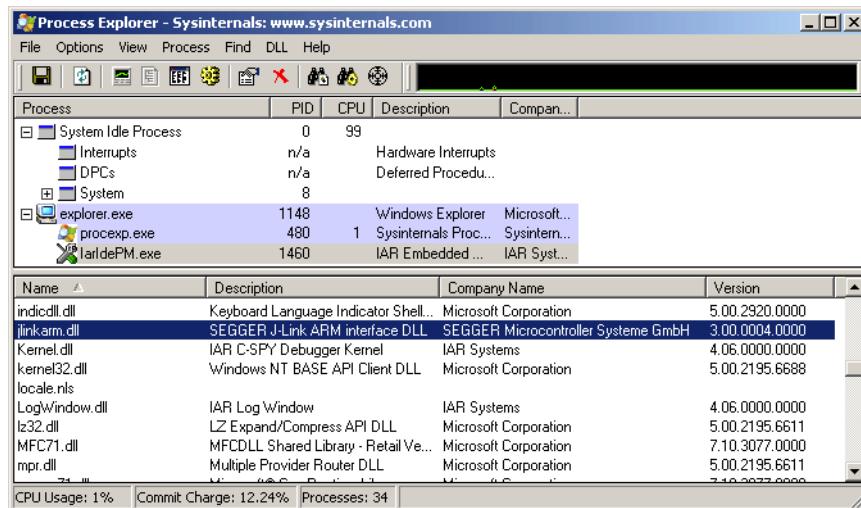 Process Explorer - Sysinternals: www.sysinternals.com
File Options View Process Find DLL Help
Process PID CPU Description Compan...
System Idle Process 0 99
Interrupts n/a Hardware Interrupts
DPCs n/a Deferred Procedu...
System 8
explorer.exe 1148 Windows Explorer Microsoft...
procexp.exe 480 1 Sysinternals Proc... Sysintern...
IarIdePM.exe 1460 IAR Embedded ... IAR Syst...
Name Description Company Name Version
indicdll.dll Keyboard Language Indicator Shell... Microsoft Corporation 5.00.2920.0000
jlinkarm.dll SEGGER J-Link ARM interface DLL SEGGER Microcontroller Systeme GmbH 3.00.0004.0000
Kernel.dll IAR C-SPY Debugger Kernel IAR Systems 4.06.0000.0000
kernel32.dll Windows NT BASE API Client DLL Microsoft Corporation 5.00.2195.6688
locale.nls
LogWindow.dll IAR Log Window IAR Systems 4.06.0000.0000
lz32.dll LZ Expand/Compress API DLL Microsoft Corporation 5.00.2195.6611
MFC71.dll MFCDLL Shared Library - Retail Ve... Microsoft Corporation 7.10.3077.0000
mpr.dll Multiple Provider Router DLL Microsoft Corporation 5.00.2195.6611
CPU Usage: 1% Commit Charge: 12.24% Processes: 34